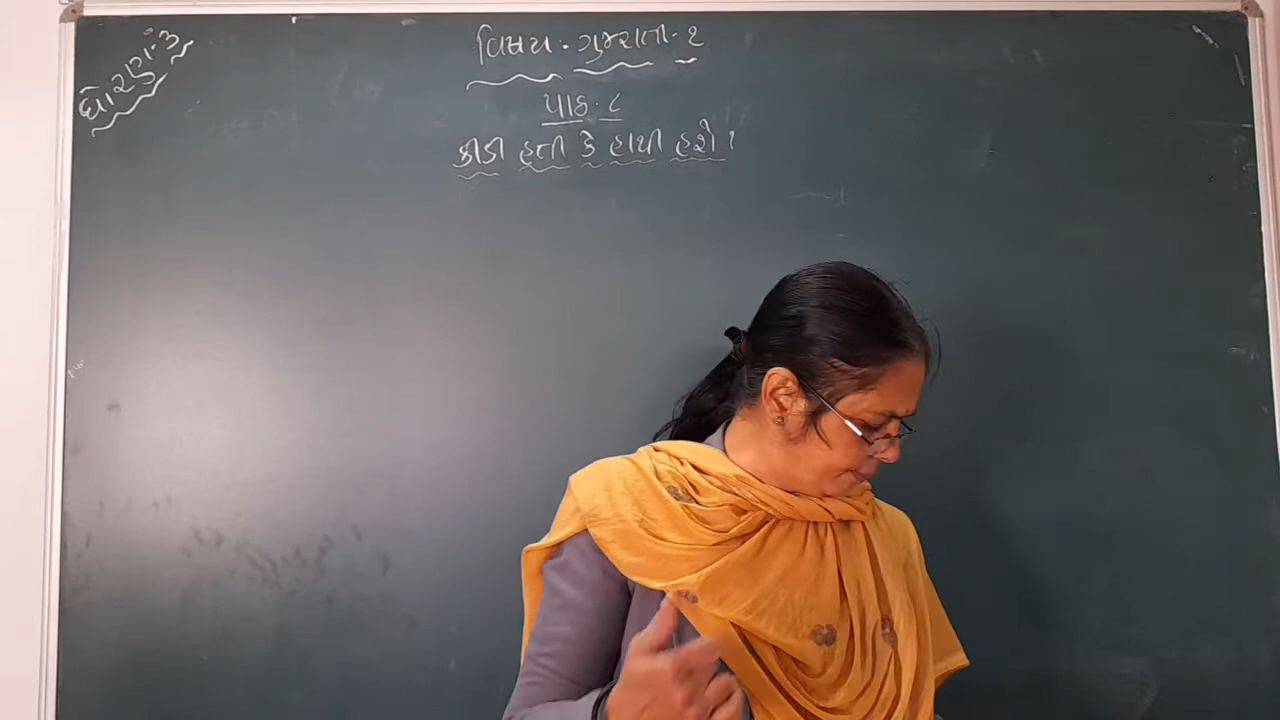 ધોરણ.૩
વિષય. ગુજરાતી-૨
પાઠ.૮
કીડી હતી કે હાથી હશે ?